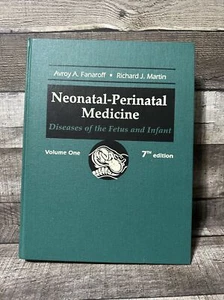 Avroy A. Fanaroff • Richard J. Martin
Neonatal-Perinatal
Medicine
Diseases of the Fetus and Infant
Volume One 7TH edition